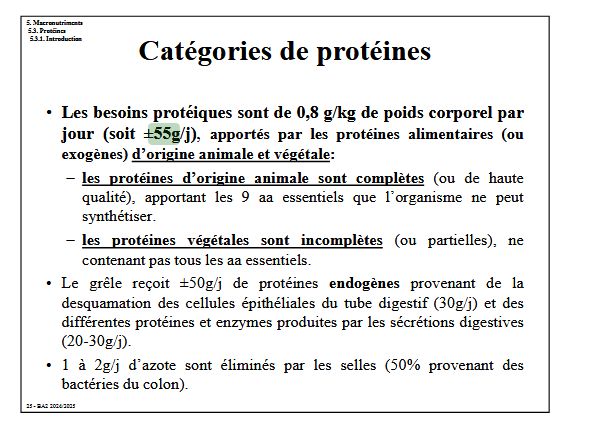 5. Macronutriments
5.3. Protéines
5.3.1. Introduction
Catégories de protéines
• Les besoins protéiques sont de 0,8 g/kg de poids corporel par
jour (soit ±55g/j), apportés par les protéines alimentaires (ou
exogènes) d’origine animale et végétale:
– les protéines d’origine animale sont complètes (ou de haute
qualité), apportant les 9 aa essentiels que l’organisme ne peut
synthétiser.
– les protéines végétales sont incomplètes (ou partielles), ne
contenant pas tous les aa essentiels.
• Le grêle reçoit ±50g/j de protéines endogènes provenant de la
desquamation des cellules épithéliales du tube digestif (30g/j) et des
différentes protéines et enzymes produites par les sécrétions digestives
(20-30g/j).
• 1 à 2g/j d’azote sont éliminés par les selles (50% provenant des
bactéries du colon).
25 - BA2 2024/2025